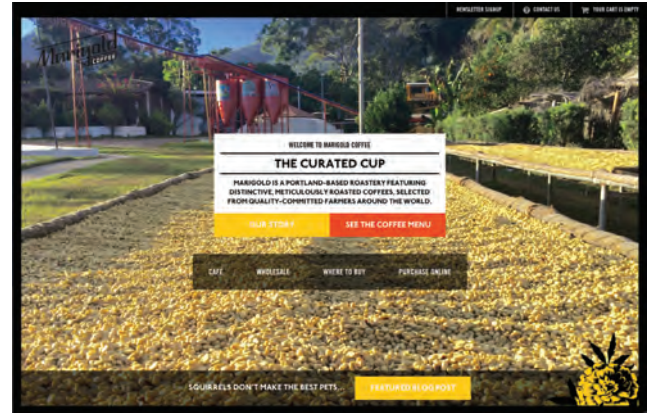 NEWSLETTER SIGNUP CONTACT US YOUR CART IS EMPTY
Marigold
COFFEE
WELCOME TO MARIGOLD COFFEE
THE CURATED CUP
MARIGOLD IS A PORTLAND-BASED ROASTERY FEATURING
DISTINCTIVE, METICULOUSLY ROASTED COFFEES, SELECTED
FROM QUALITY-COMMITTED FARMERS AROUND THE WORLD.
OUR STORY SEE THE COFFEE MENU
CAFE WHOLESALE WHERE TO BUY PURCHASE ONLINE
SQUIRRELS DON'T MAKE THE BEST PETS... FEATURED BLOG POST